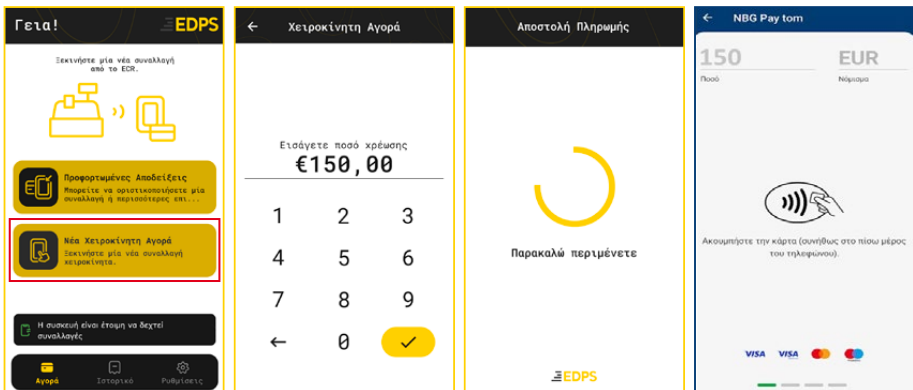 Γεια!
EDPS
Ξεκινήστε μία νέα συναλλαγή
από το ECR.
Προφορτωμένες Αποδείξεις
Μπορείτε να οριστικοποιήσετε μία
συναλλαγή ή περισσότερες επι...
Νέα Χειροκίνητη Αγορά
Ξεκινήστε μία νέα συναλλαγή
χειροκίνητα.
Η συσκευή είναι έτοιμη να δεχτεί
συναλλαγές
Αγορά Ιστορικό Ρυθμίσεις
← Χειροκίνητη Αγορά
Εισάγετε ποσό χρέωσης
€150,00
1 2 3
4 5 6
7 8 9
← 0
Αποστολή Πληρωμής
Παρακαλώ περιμένετε
EDPS
← NBG Pay tom
150 EUR
Ποσό Νόμισμα
Ακουμπήστε την κάρτα (συνήθως στο πίσω μέρος
του τηλεφώνου).
VISA VISA